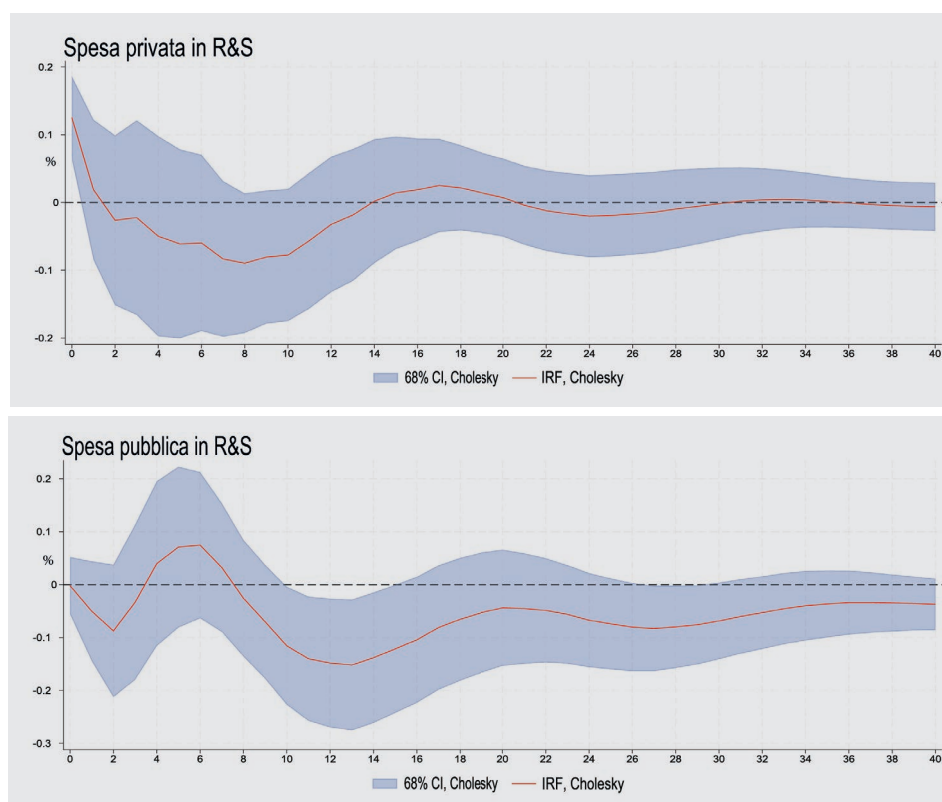 Spesa privata in R&S
0.2
0.1
%
0
-0.1
-0.2
0 2 4 6 8 10 12 14 16 18 20 22 24 26 28 30 32 34 36 38 40
68% CI, Cholesky IRF, Cholesky
Spesa pubblica in R&S
0.2
0.1
%
0
-0.1
-0.2
-0.3
0 2 4 6 8 10 12 14 16 18 20 22 24 26 28 30 32 34 36 38 40
68% CI, Cholesky IRF, Cholesky